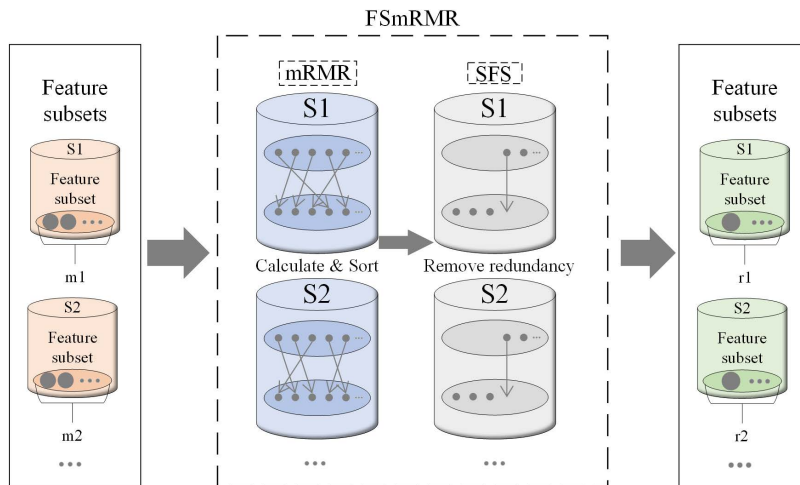 FSmRMR
Feature
subsets
S1
Feature
subset
m1
S2
Feature
subset
m2
mRMR
S1
Calculate & Sort
S2
SFS
S1
Remove redundancy
S2
Feature
subsets
S1
Feature
subset
r1
S2
Feature
subset
r2